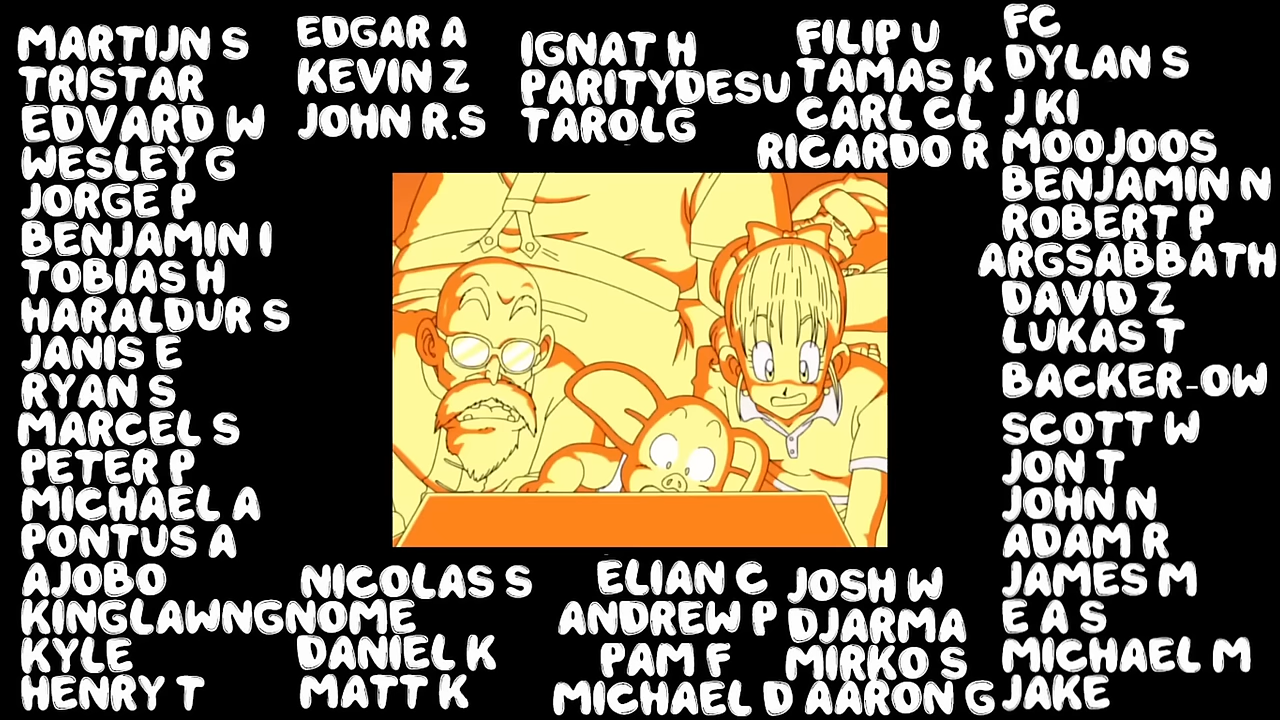 MARTIJN S
TRISTAR
EDVARD W
WESLEY G
JORGE P
BENJAMIN I
TOBIAS H
HARALDUR S
JANIS E
RYAN S
MARCEL S
PETER P
MICHAEL A
PONTUS A
AJOBO
KINGLAWNGNOME
KYLE
HENRY T
EDGAR A
KEVIN Z
JOHN R.S
NICOLAS S
DANIEL K
MATT K
IGNAT H
PARITYDESU
TAROLG
ELIAN C
ANDREW P
PAM F
MICHAEL D
FILIP U
TAMAS K
CARL CL
RICARDO R
JOSH W
DJARMA
MIRKO S
AARON G
FC
DYLAN S
J KI
MOOJOOS
BENJAMIN N
ROBERT P
ARGSABBATH
DAVID Z
LUKAS T
BACKER-OW
SCOTT W
JON T
JOHN N
ADAM R
JAMES M
E A S
MICHAEL M
JAKE